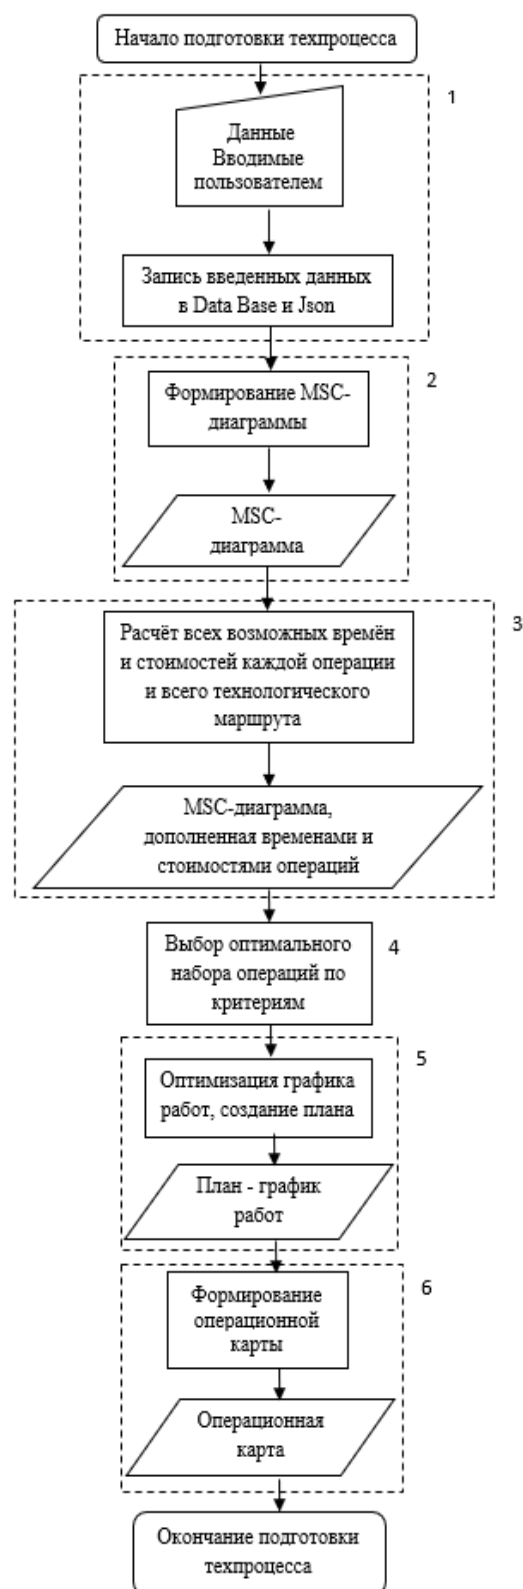 Начало подготовки техпроцесса
1
Данные
Вводимые
пользователем
Запись введенных данных
в Data Base и Json
2
Формирование MSC-
диаграммы
MSC-
диаграмма
3
Расчёт всех возможных времён
и стоимостей каждой операции
и всего технологического
маршрута
MSC-диаграмма,
дополненная временами и
стоимостями операций
4
Выбор оптимального
набора операций по
критериям
5
Оптимизация графика
работ, создание плана
План - график
работ
6
Формирование
операционной
карты
Операционная
карта
Окончание подготовки
техпроцесса